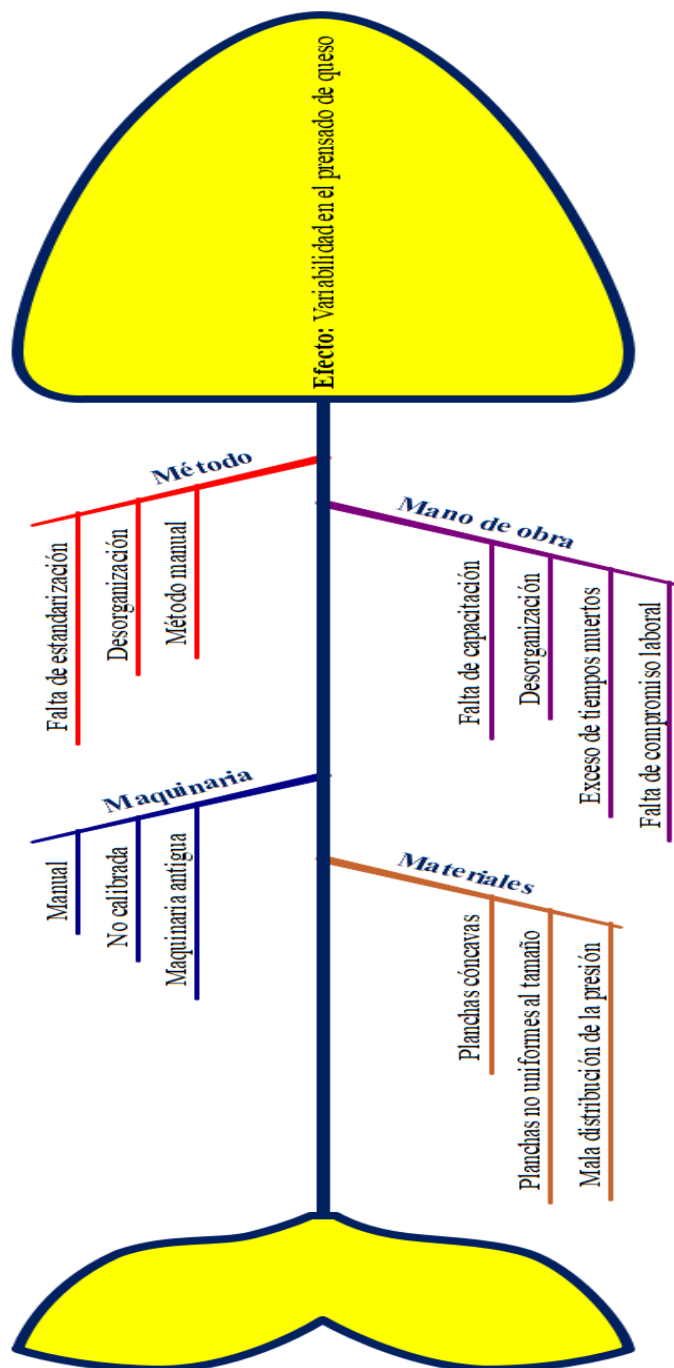 Efecto: Variabilidad en el prensado de queso
Método
Falta de estandarización
Desorganización
Método manual
Mano de obra
Falta de capacitación
Desorganización
Exceso de tiempos muertos
Falta de compromiso laboral
Maquinaria
Manual
No calibrada
Maquinaria antigua
Materiales
Planchas cóncavas
Planchas no uniformes al tamaño
Mala distribución de la presión